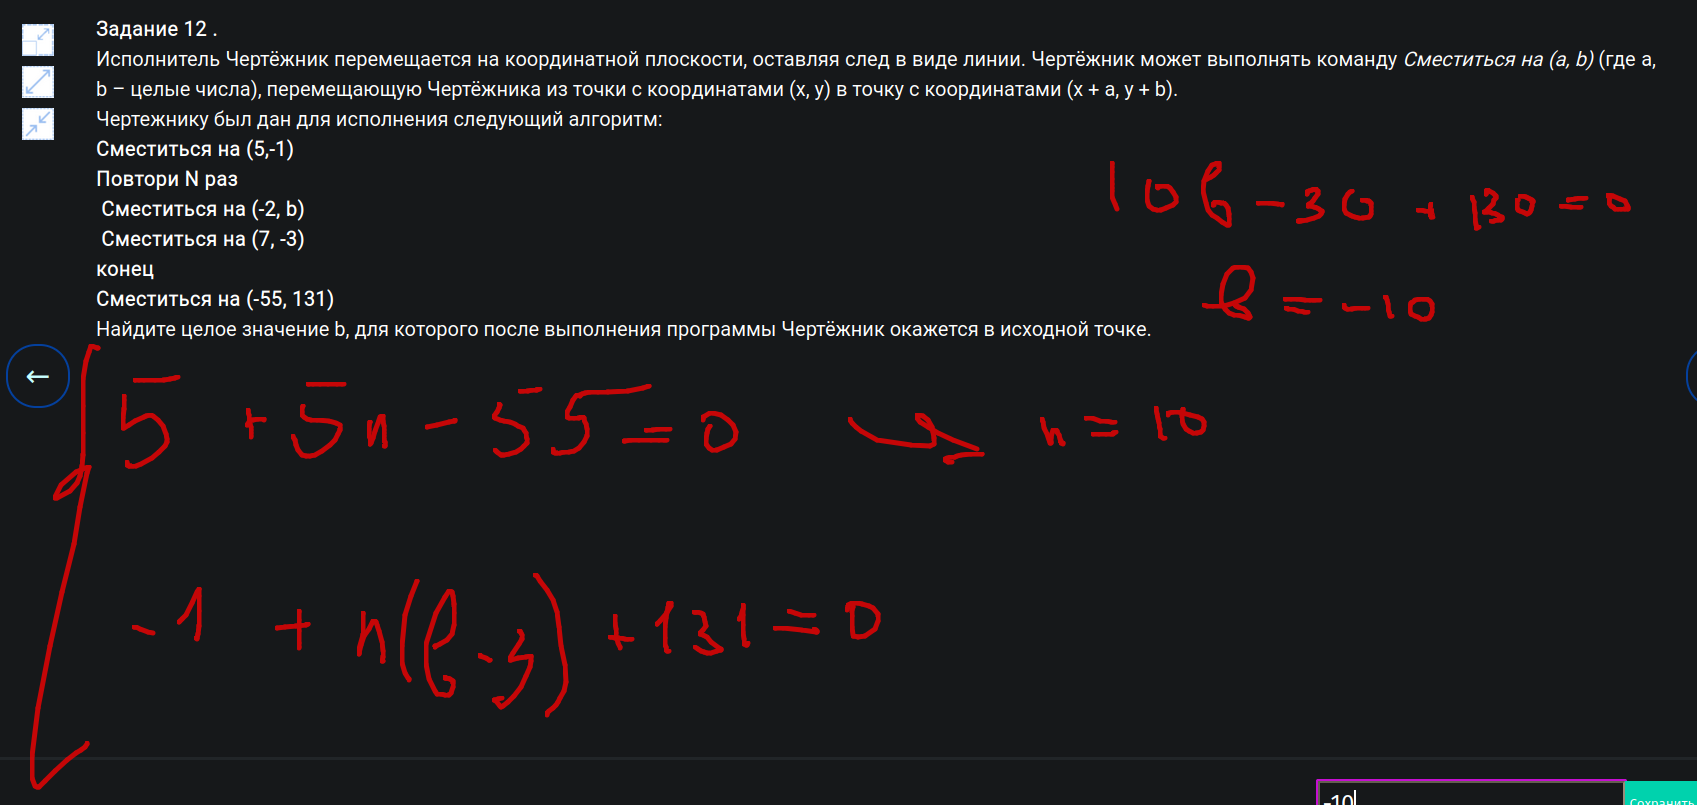 Задание 12 .
Исполнитель Чертёжник перемещается на координатной плоскости, оставляя след в виде линии. Чертёжник может выполнять команду Сместиться на (a, b) (где a,
b – целые числа), перемещающую Чертёжника из точки с координатами (x, y) в точку с координатами (x + a, y + b).
Чертежнику был дан для исполнения следующий алгоритм:
Сместиться на (5,-1)
Повтори N раз
Сместиться на (-2, b)
Сместиться на (7, -3)
конец
Сместиться на (-55, 131)
Найдите целое значение b, для которого после выполнения программы Чертёжник окажется в исходной точке.
10b - 30 + 130 = 0
b = -10
5 + 5n - 55 = 0
n = 10
-1 + n(b-3) + 131 = 0
-10
Сохранить